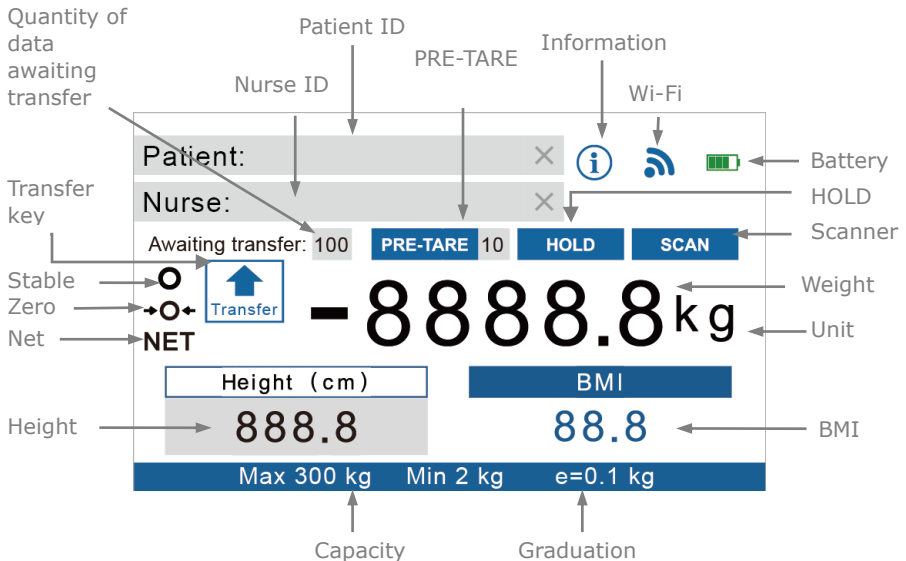 Quantity of
data
awaiting
transfer
Patient ID
Nurse ID
PRE-TARE
Information
Wi-Fi
Patient: ×
Battery
Transfer
key
Nurse: ×
HOLD
Scanner
Awaiting transfer: 100 PRE-TARE 10 HOLD SCAN
Stable
Zero
Net
Transfer
NET
-8888.8kg
Weight
Unit
Height (cm)
BMI
Height
888.8
88.8
BMI
Max 300 kg Min 2 kg e=0.1 kg
Capacity
Graduation